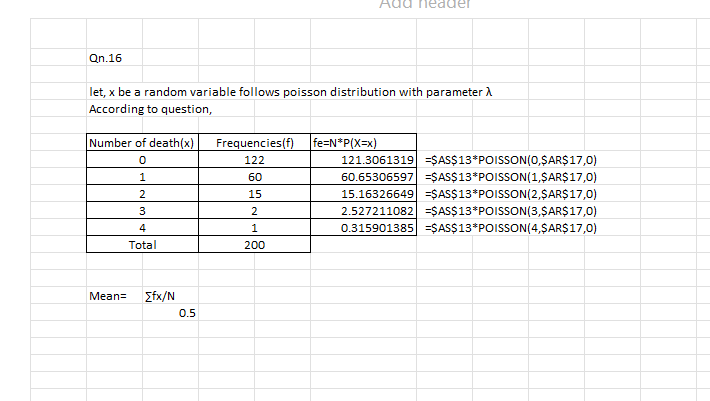 Add header
Qn.16
let, x be a random variable follows poisson distribution with parameter λ
According to question,
Number of death(x) Frequencies(f) fe=N*P(X=x)
0 122 121.3061319 =$AS$13*POISSON(0,$AR$17,0)
1 60 60.65306597 =$AS$13*POISSON(1,$AR$17,0)
2 15 15.16326649 =$AS$13*POISSON(2,$AR$17,0)
3 2 2.527211082 =$AS$13*POISSON(3,$AR$17,0)
4 1 0.315901385 =$AS$13*POISSON(4,$AR$17,0)
Total 200
Mean= ∑fx/N
0.5